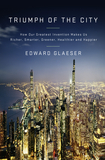 TRIUMPH OF THE CITY
How Our Greatest Invention Makes Us
Richer, Smarter, Greener, Healthier and Happier
EDWARD GLAESER